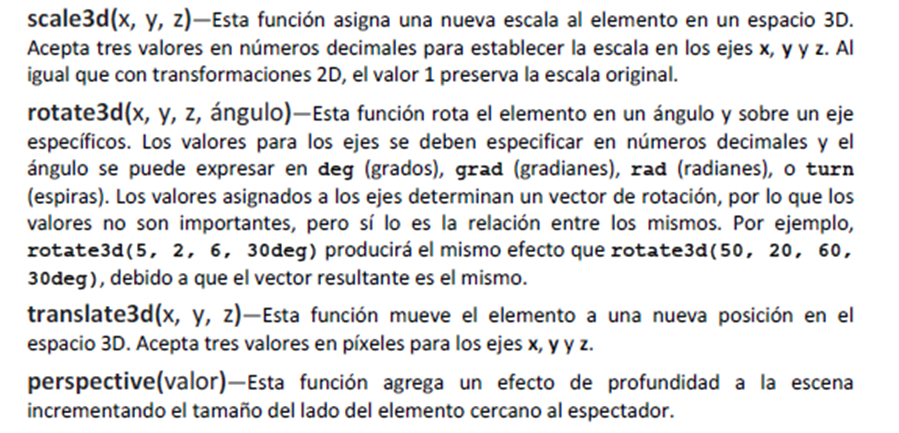 scale3d(x, y, z)—Esta función asigna una nueva escala al elemento en un espacio 3D.
Acepta tres valores en números decimales para establecer la escala en los ejes x, y y z. Al
igual que con transformaciones 2D, el valor 1 preserva la escala original.
rotate3d(x, y, z, ángulo)—Esta función rota el elemento en un ángulo y sobre un eje
específicos. Los valores para los ejes se deben especificar en números decimales y el
ángulo se puede expresar en deg (grados), grad (gradianes), rad (radianes), o turn
(espiras). Los valores asignados a los ejes determinan un vector de rotación, por lo que los
valores no son importantes, pero sí lo es la relación entre los mismos. Por ejemplo,
rotate3d(5, 2, 6, 30deg) producirá el mismo efecto que rotate3d(50, 20, 60,
30deg), debido a que el vector resultante es el mismo.
translate3d(x, y, z)—Esta función mueve el elemento a una nueva posición en el
espacio 3D. Acepta tres valores en píxeles para los ejes x, y y z.
perspective(valor)—Esta función agrega un efecto de profundidad a la escena
incrementando el tamaño del lado del elemento cercano al espectador.